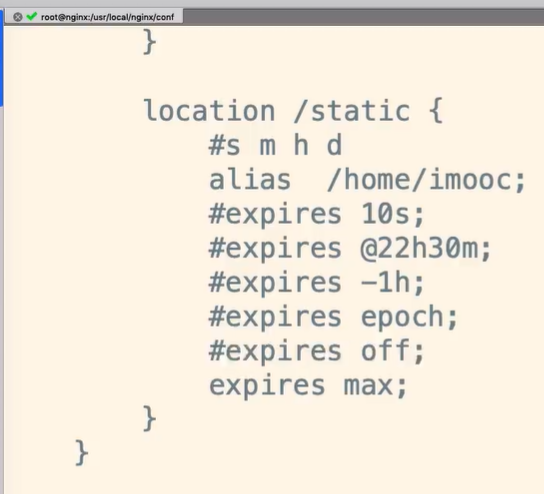 root@nginx:/usr/local/nginx/conf
}
location /static {
#s m h d
alias  /home/imooc;
#expires 10s;
#expires @22h30m;
#expires -1h;
#expires epoch;
#expires off;
expires max;
}
}